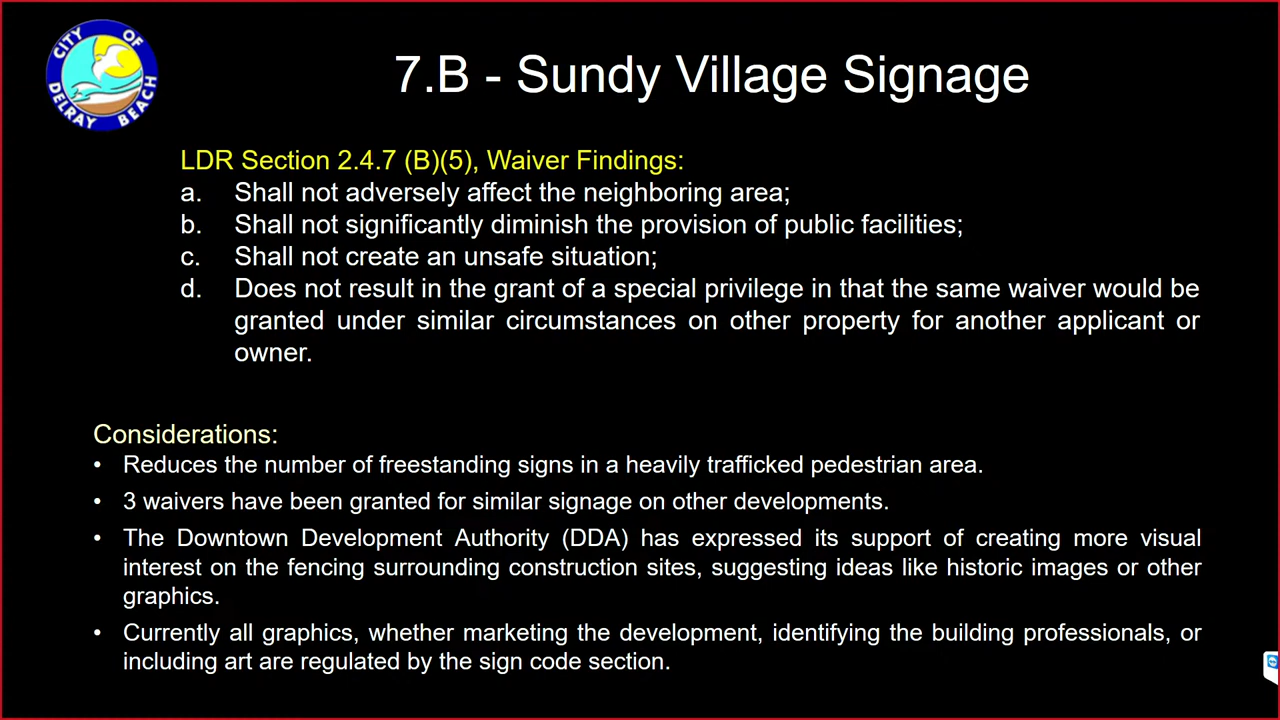 CITY OF
DELRAY BEACH
7.B - Sundy Village Signage
LDR Section 2.4.7 (B)(5), Waiver Findings:
a. Shall not adversely affect the neighboring area;
b. Shall not significantly diminish the provision of public facilities;
c. Shall not create an unsafe situation;
d. Does not result in the grant of a special privilege in that the same waiver would be
granted under similar circumstances on other property for another applicant or
owner.
Considerations:
• Reduces the number of freestanding signs in a heavily trafficked pedestrian area.
• 3 waivers have been granted for similar signage on other developments.
• The Downtown Development Authority (DDA) has expressed its support of creating more visual
interest on the fencing surrounding construction sites, suggesting ideas like historic images or other
graphics.
• Currently all graphics, whether marketing the development, identifying the building professionals, or
including art are regulated by the sign code section.